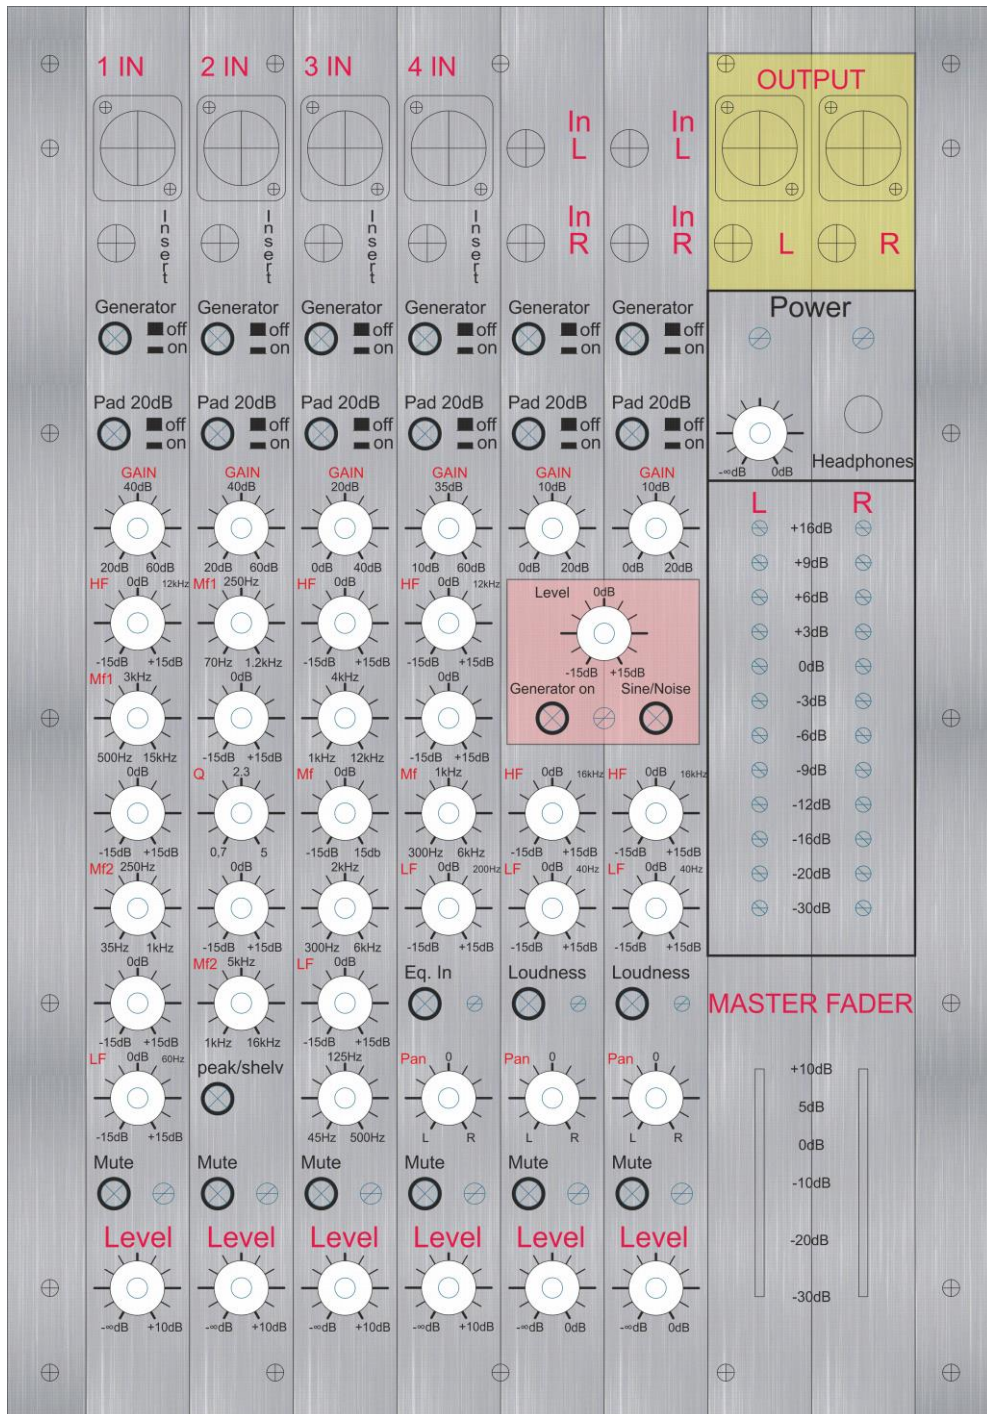 1 IN 2 IN 3 IN 4 IN OUTPUT
In L In L
In R In R L R
Insert Insert Insert Insert
Generator Generator Generator Generator Generator Generator Power
off off off off off off
on on on on on on
Pad 20dB Pad 20dB Pad 20dB Pad 20dB Pad 20dB Pad 20dB
off off off off off off
on on on on on on
-∞dB 0dB Headphones
GAIN GAIN GAIN GAIN GAIN GAIN
40dB 40dB 20dB 35dB 10dB 10dB
20dB 60dB 20dB 60dB 0dB 40dB 10dB 60dB 0dB 20dB 0dB 20dB
HF 0dB 12kHz Mf1 250Hz HF 0dB HF 0dB 12kHz
-15dB +15dB 70Hz 1.2kHz -15dB +15dB -15dB +15dB
Level 0dB
-15dB +15dB
Generator on Sine/Noise
Mf1 3kHz 0dB 4kHz 0dB
500Hz 15kHz -15dB +15dB 1kHz 12kHz -15dB +15dB
0dB Q 2.3 Mf 0dB Mf 1kHz HF 0dB 16kHz HF 0dB 16kHz
-15dB +15dB 0,7 5 -15dB 15db 300Hz 6kHz -15dB +15dB -15dB +15dB
Mf2 250Hz 0dB 2kHz LF 0dB 200Hz LF 0dB 40Hz LF 0dB 40Hz
35Hz 1kHz -15dB +15dB 300Hz 6kHz -15dB +15dB -15dB +15dB -15dB +15dB
0dB Mf2 5kHz LF 0dB Eq. In Loudness Loudness
-15dB +15dB 1kHz 16kHz -15dB +15dB
LF 0dB 60Hz peak/shelv 125Hz Pan 0 Pan 0 Pan 0
-15dB +15dB 45Hz 500Hz L R L R L R
Mute Mute Mute Mute Mute Mute
Level Level Level Level Level Level
-∞dB +10dB -∞dB +10dB -∞dB +10dB -∞dB +10dB -∞dB 0dB -∞dB 0dB
L R
+16dB
+9dB
+6dB
+3dB
0dB
-3dB
-6dB
-9dB
-12dB
-16dB
-20dB
-30dB
MASTER FADER
+10dB
5dB
0dB
-10dB
-20dB
-30dB